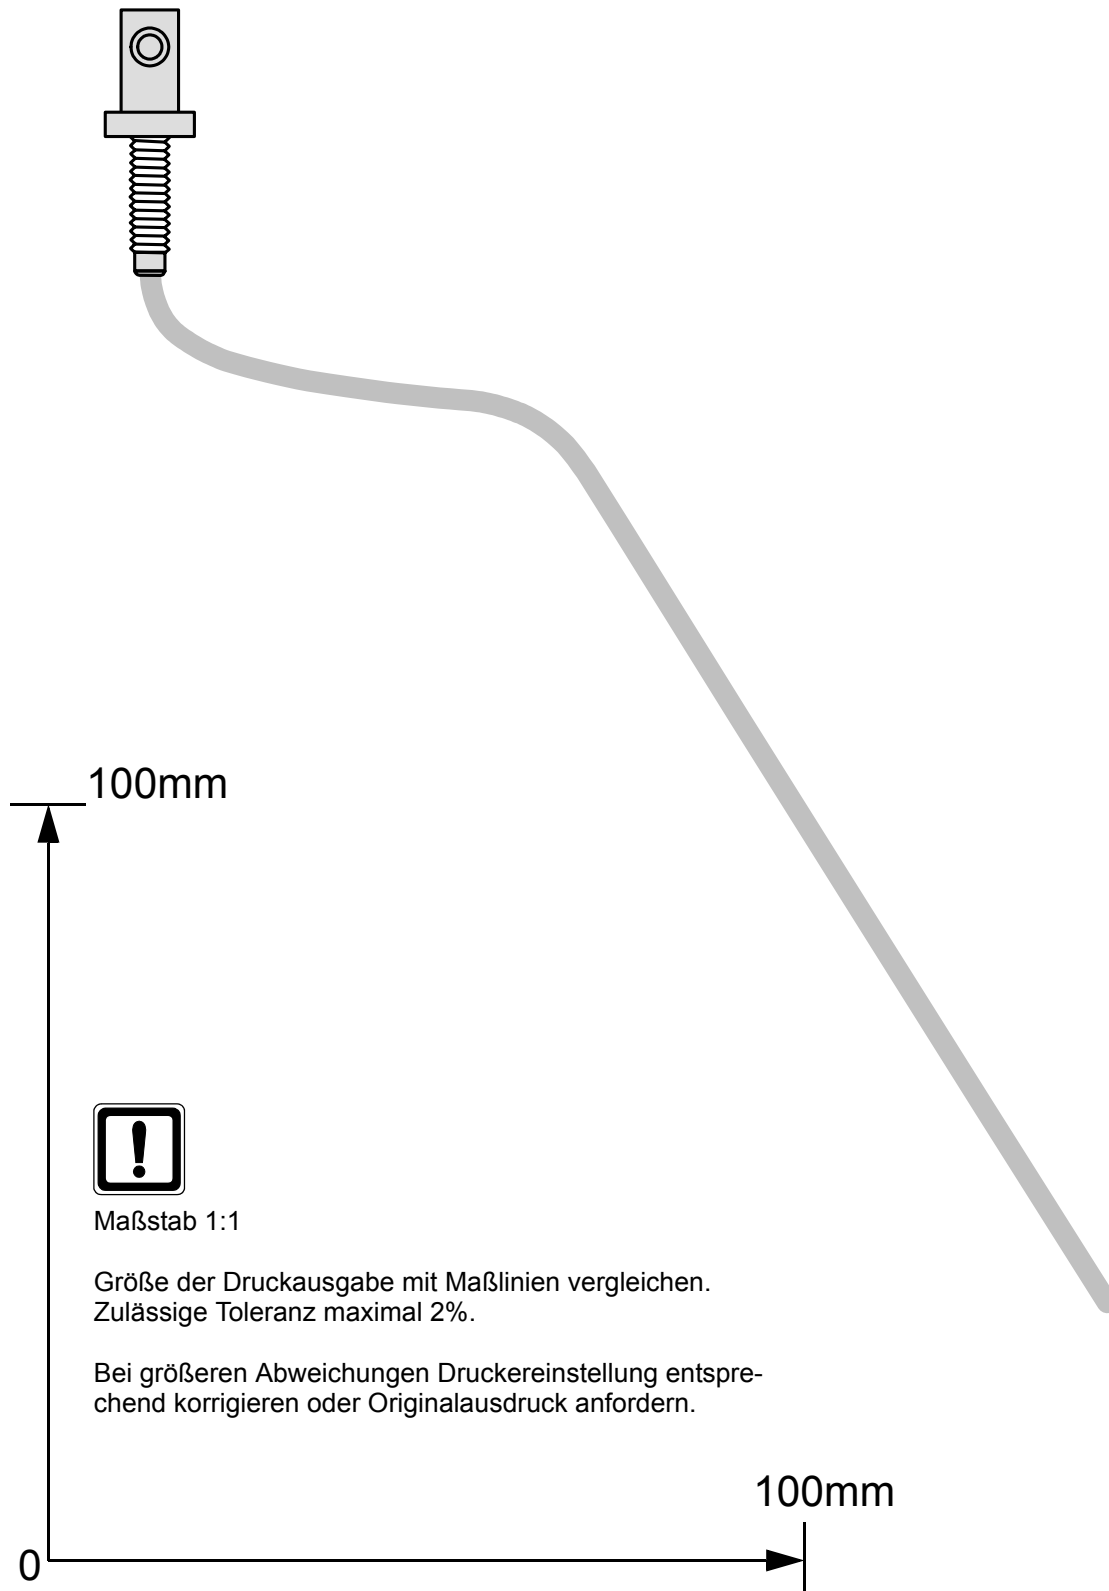 100mm
!
Maßstab 1:1
Größe der Druckausgabe mit Maßlinien vergleichen.
Zulässige Toleranz maximal 2%.
Bei größeren Abweichungen Druckereinstellung entspre-
chend korrigieren oder Originalausdruck anfordern.
100mm
0